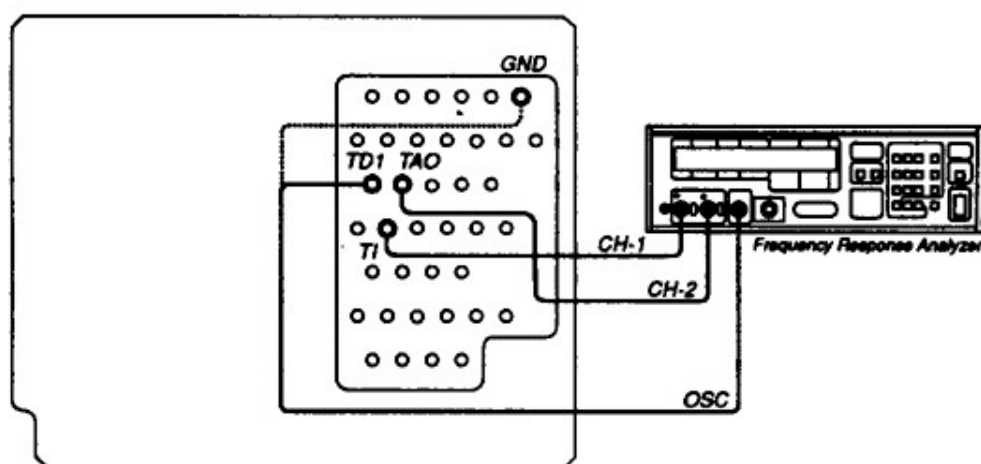 GND
TD1 TAO
TI
CH-1
Frequency Response Analyzer
CH-2
OSC